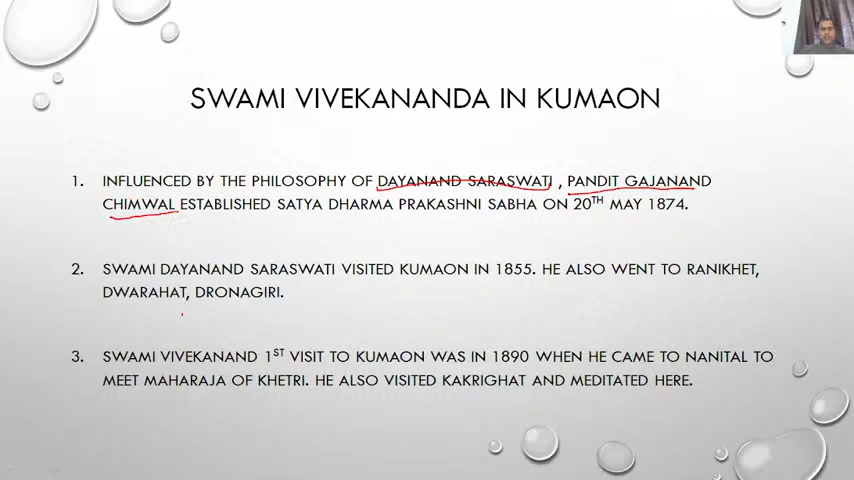 SWAMI VIVEKANANDA IN KUMAON
1. INFLUENCED BY THE PHILOSOPHY OF DAYANAND SARASWATI , PANDIT GAJANAND
CHIMWAL ESTABLISHED SATYA DHARMA PRAKASHNI SABHA ON 20TH MAY 1874.
2. SWAMI DAYANAND SARASWATI VISITED KUMAON IN 1855. HE ALSO WENT TO RANIKHET,
DWARAHAT, DRONAGIRI.
3. SWAMI VIVEKANAND 1ST VISIT TO KUMAON WAS IN 1890 WHEN HE CAME TO NANITAL TO
MEET MAHARAJA OF KHETRI. HE ALSO VISITED KAKRIGHAT AND MEDITATED HERE.